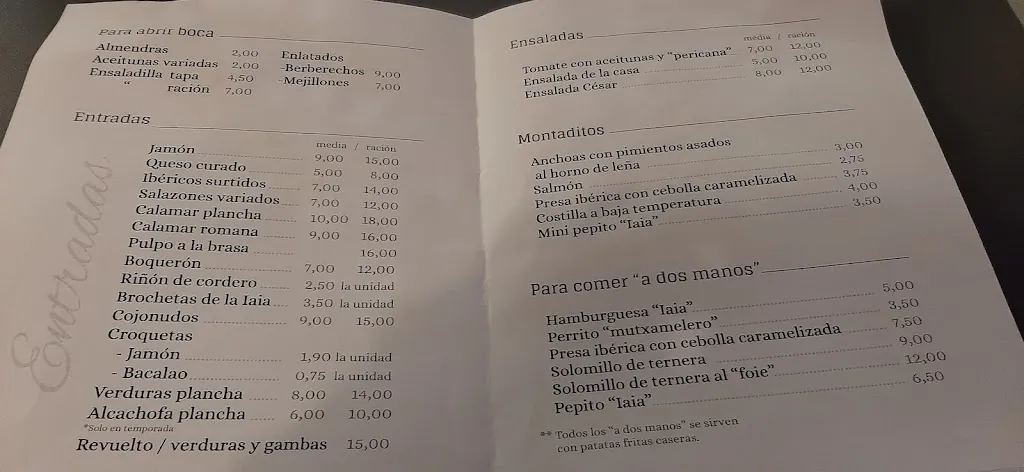 Para abrir boca
Almendras 2,00
Aceitunas variadas 2,00
Ensaladilla tapa 4,50
“ ración 7,00
Enlatados
-Berberechos 9,00
-Mejillones 7,00
Entradas
media / ración
Jamón 9,00 15,00
Queso curado 5,00 8,00
Ibéricos surtidos 7,00 14,00
Salazones variados 7,00 12,00
Calamar plancha 10,00 18,00
Calamar romana 9,00 16,00
Pulpo a la brasa 16,00
Boquerón 7,00 12,00
Riñón de cordero 2,50 la unidad
Brochetas de la Iaia 3,50 la unidad
Cojonudos 9,00 15,00
Croquetas
- Jamón 1,90 la unidad
- Bacalao 0,75 la unidad
Verduras plancha 8,00 14,00
Alcachofa plancha 6,00 10,00
*Solo en temporada
Revuelto / verduras y gambas 15,00
Entradas
Ensaladas
media / ración
Tomate con aceitunas y “pericana” 7,00 12,00
Ensalada de la casa 5,00 10,00
Ensalada César 8,00 12,00
Montaditos
Anchoas con pimientos asados
al horno de leña 3,00
Salmón 2,75
Presa ibérica con cebolla caramelizada 3,75
Costilla a baja temperatura 4,00
Mini pepito “Iaia” 3,50
Para comer “a dos manos”
Hamburguesa “Iaia” 5,00
Perrito “mutxamelero” 3,50
Presa ibérica con cebolla caramelizada 7,50
Solomillo de ternera 9,00
Solomillo de ternera al “foie” 12,00
Pepito “Iaia” 6,50
** Todos los “a dos manos” se sirven
con patatas fritas caseras.